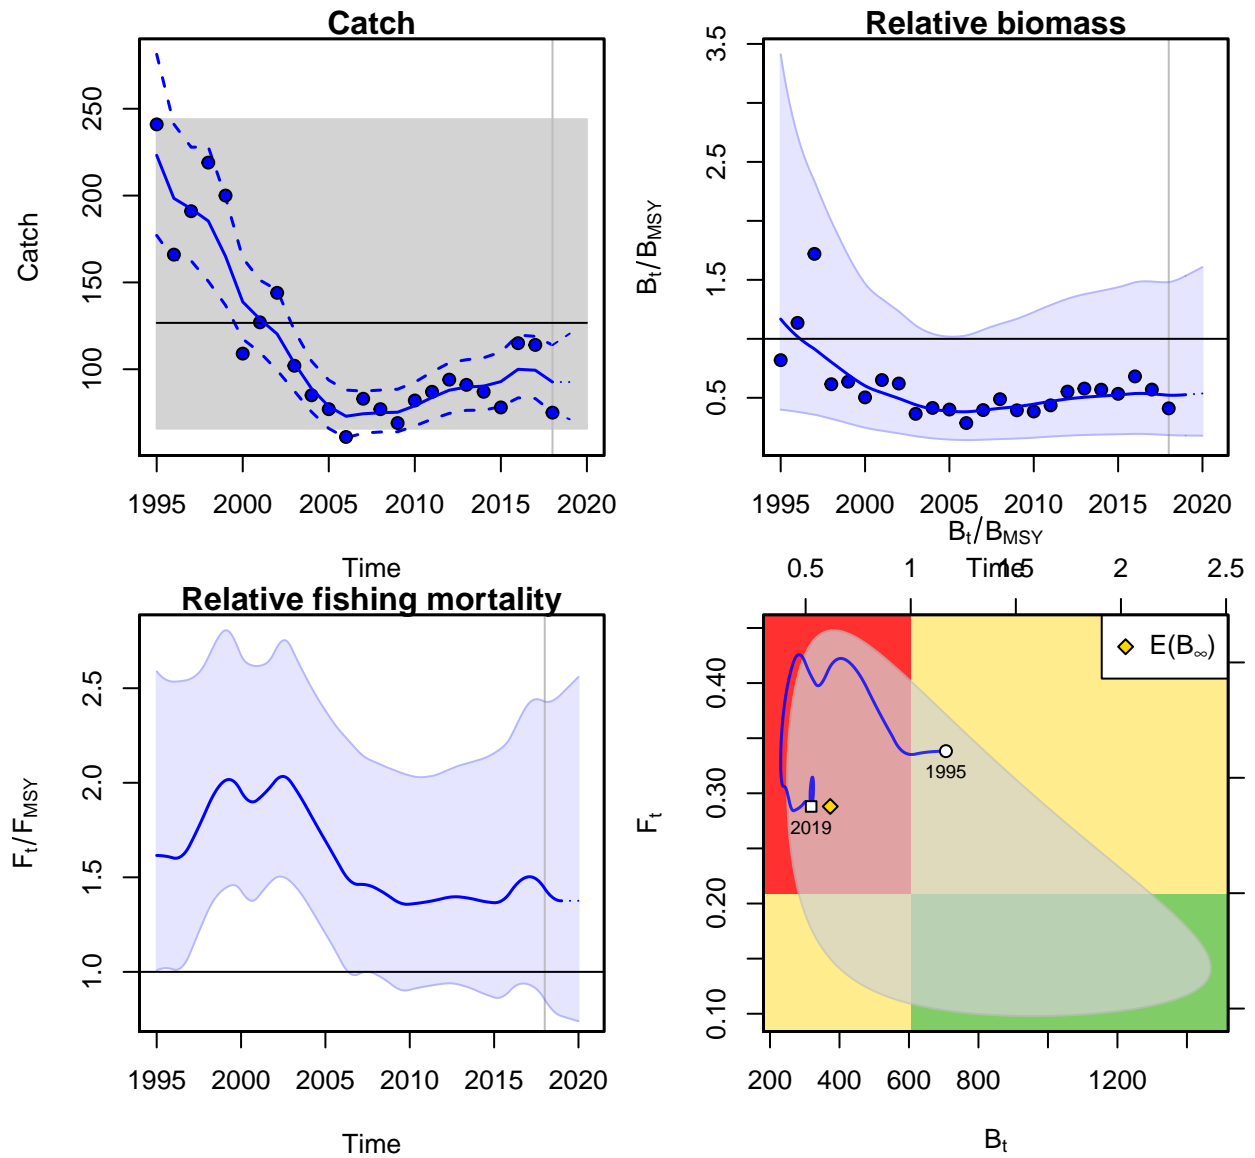 Catch
Catch
50 100 150 200 250
1995 2000 2005 2010 2015 2020
Time
Relative biomass
Bt/BMSY
0.5 1.5 2.5 3.5
1995 2000 2005 2010 2015 2020
Time
Relative fishing mortality
Ft/FMSY
1.0 1.5 2.0 2.5
1995 2000 2005 2010 2015 2020
Time
Bt/BMSY
0.5 1 1.5 2 2.5
E(B∞)
1995
2019
Ft
0.10 0.20 0.30 0.40
200 400 600 800 1200
Bt